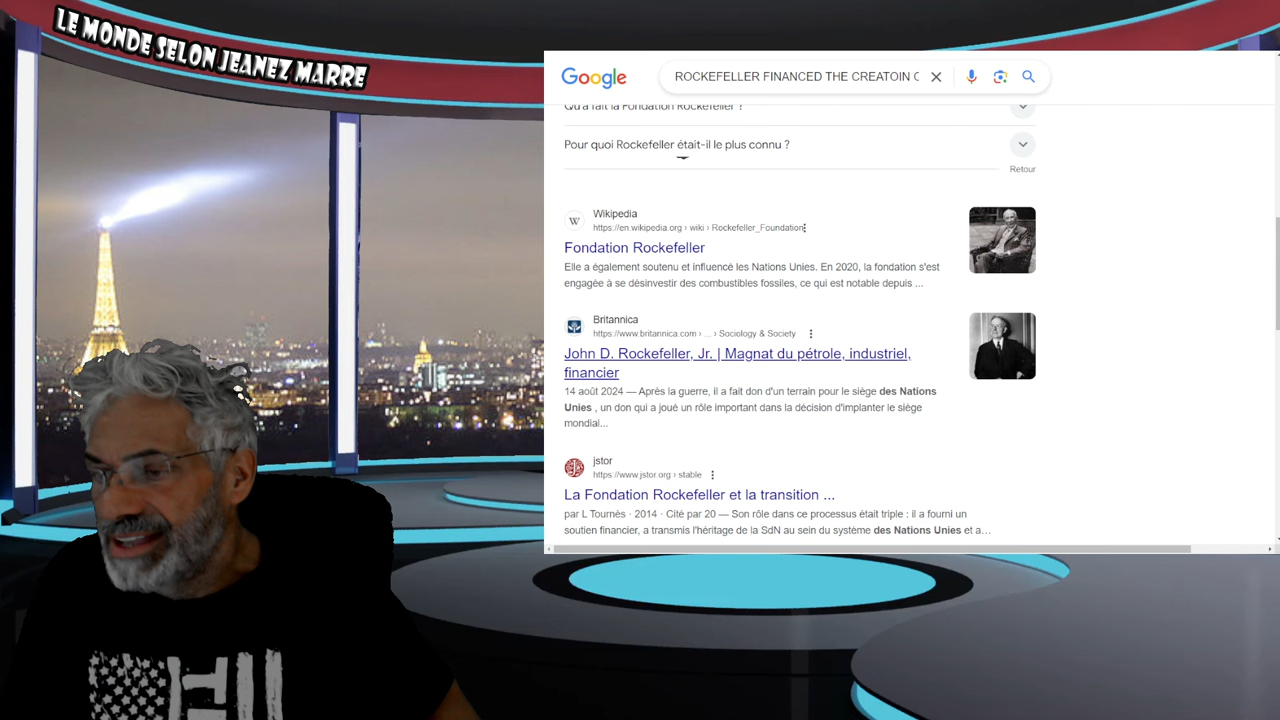 LE MONDE SELON JEANEZ MARRE
Google
ROCKEFELLER FINANCED THE CREATOIN
Qu'a fait la Fondation Rockefeller ?
Pour quoi Rockefeller était-il le plus connu ?
Retour
W
Wikipedia
https://en.wikipedia.org › wiki › Rockefeller_Foundation
Fondation Rockefeller
Elle a également soutenu et influencé les Nations Unies. En 2020, la fondation s'est
engagée à se désinvestir des combustibles fossiles, ce qui est notable depuis ...
Britannica
https://www.britannica.com › ... › Sociology & Society
John D. Rockefeller, Jr. | Magnat du pétrole, industriel,
financier
14 août 2024 — Après la guerre, il a fait don d'un terrain pour le siège des Nations
Unies , un don qui a joué un rôle important dans la décision d'implanter le siège
mondial...
jstor
https://www.jstor.org › stable
La Fondation Rockefeller et la transition ...
par L Tournès · 2014 · Cité par 20 — Son rôle dans ce processus était triple : il a fourni un
soutien financier, a transmis l'héritage de la SdN au sein du système des Nations Unies et a…